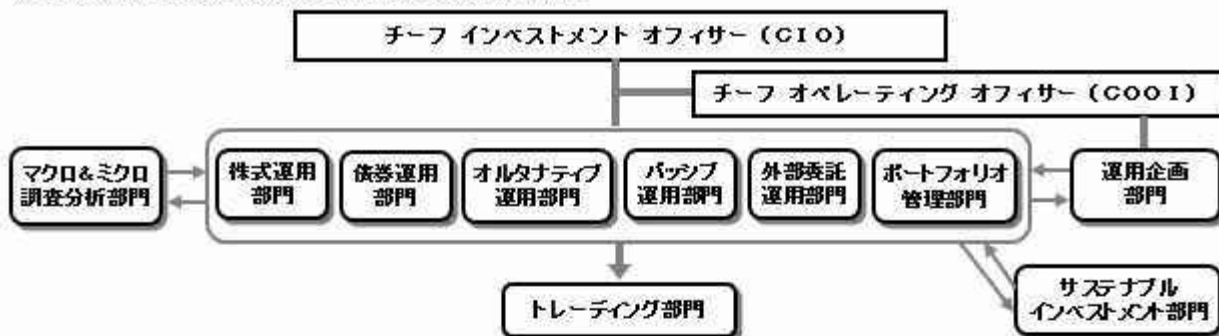 チーフ インベストメント オフィサー (CIO)
チーフ オペレーティング オフィサー (COOI)
マクロ&ミクロ
調査分析部門
株式運用
部門
債券運用
部門
オルタナティブ
運用部門
パッシブ
運用部門
外部委託
運用部門
ポートフォリオ
管理部門
運用企画
部門
トレーディング部門
サステナブル
インベストメント部門